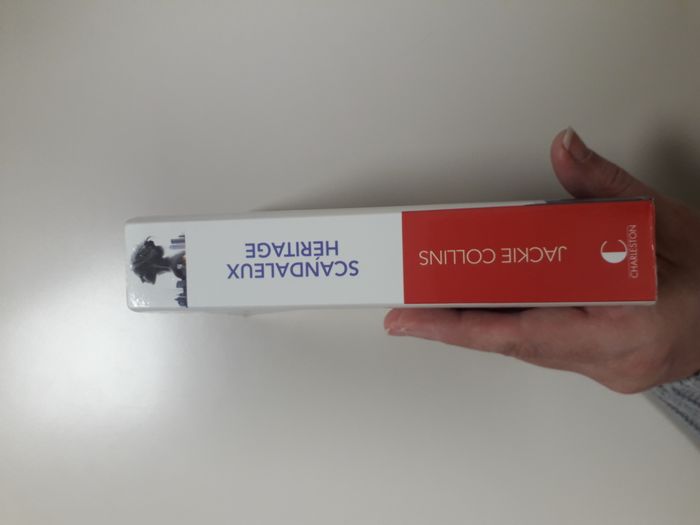 SCANDALEUX
HÉRITAGE
JACKIE COLLINS
C
CHARLESTON